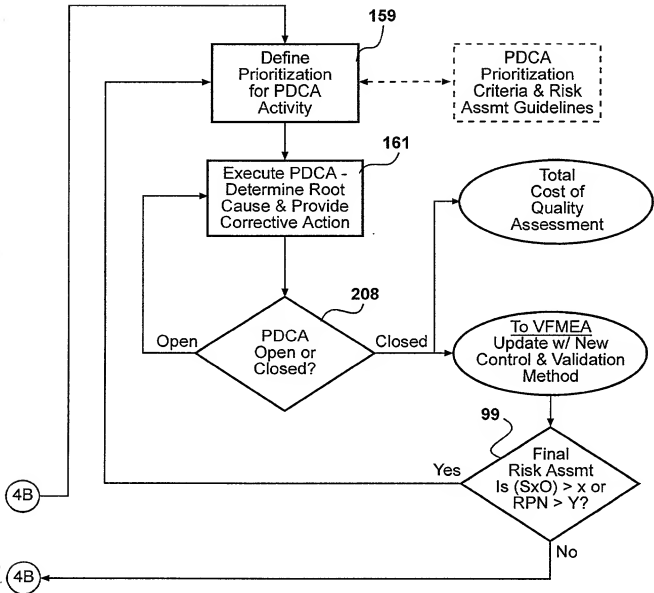 159
Define
Prioritization
for PDCA
Activity
PDCA
Prioritization
Criteria & Risk
Assmt Guidelines
161
Execute PDCA -
Determine Root
Cause & Provide
Corrective Action
Total
Cost of
Quality
Assessment
208
Open
PDCA
Open or
Closed?
Closed
To VFMEA
Update w/ New
Control & Validation
Method
99
Yes
Final
Risk Assmt
Is (SxO) > x or
RPN > Y?
4B
No
4B